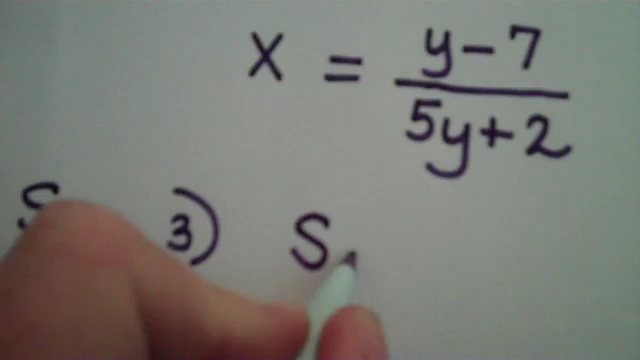 x = (y - 7)/(5y + 2)
S 3) S